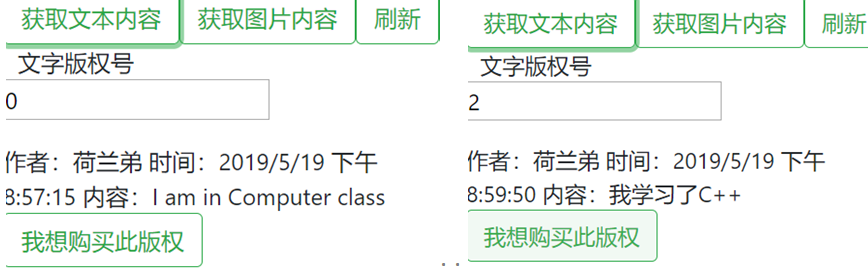 获取文本内容 获取图片内容 刷新
文字版权号
0
作者：荷兰弟 时间：2019/5/19 下午
8:57:15 内容：I am in Computer class
我想购买此版权
获取文本内容 获取图片内容 刷新
文字版权号
2
作者：荷兰弟 时间：2019/5/19 下午
8:59:50 内容：我学习了C++
我想购买此版权